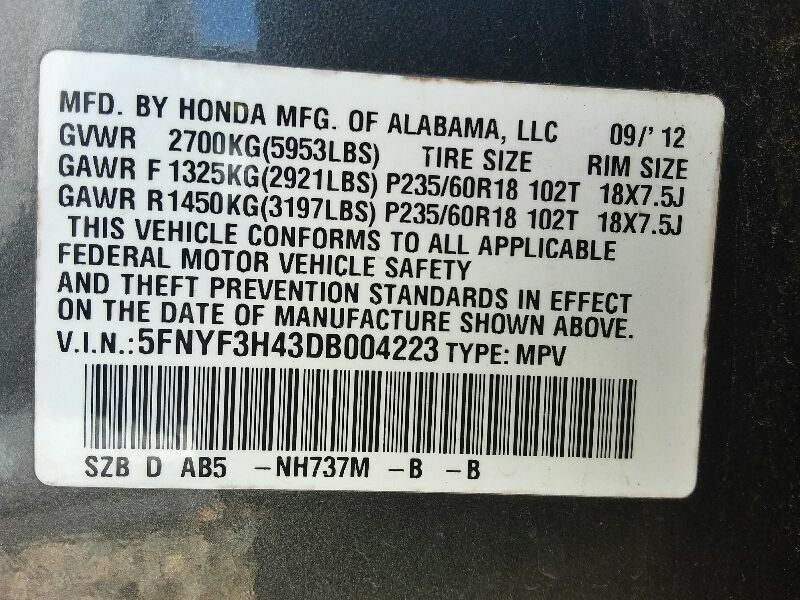 MFD. BY HONDA MFG. OF ALABAMA, LLC 09/' 12
GVWR 2700KG(5953LBS) TIRE SIZE RIM SIZE
GAWR F 1325KG(2921LBS) P235/60R18 102T 18X7.5J
GAWR R1450KG(3197LBS) P235/60R18 102T 18X7.5J
THIS VEHICLE CONFORMS TO ALL APPLICABLE
FEDERAL MOTOR VEHICLE SAFETY
AND THEFT PREVENTION STANDARDS IN EFFECT
ON THE DATE OF MANUFACTURE SHOWN ABOVE.
V.I.N.:5FNYF3H43DB004223 TYPE: MPV
SZB D AB5 -NH737M -B -B